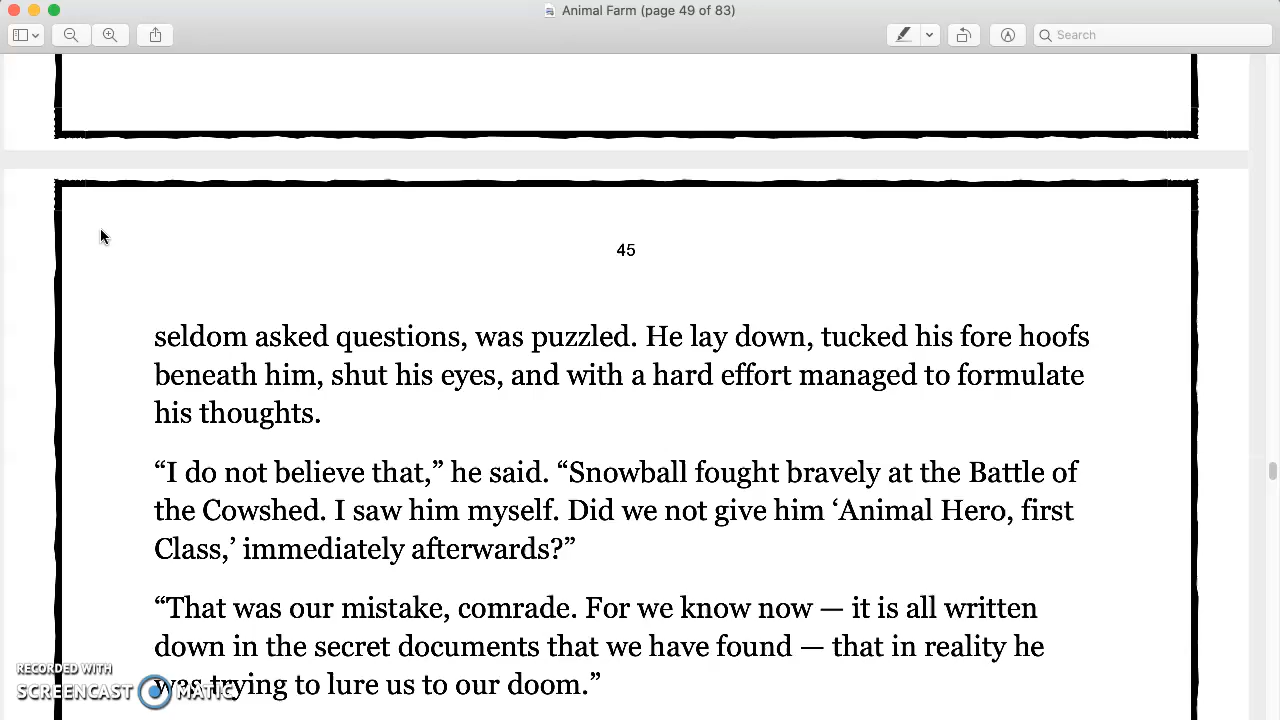 Animal Farm (page 49 of 83)
Search
45
seldom asked questions, was puzzled. He lay down, tucked his fore hoofs
beneath him, shut his eyes, and with a hard effort managed to formulate
his thoughts.
“I do not believe that,” he said. “Snowball fought bravely at the Battle of
the Cowshed. I saw him myself. Did we not give him ‘Animal Hero, first
Class,’ immediately afterwards?”
“That was our mistake, comrade. For we know now — it is all written
down in the secret documents that we have found — that in reality he
was trying to lure us to our doom.”
RECORDED WITH
SCREENCAST MATIC